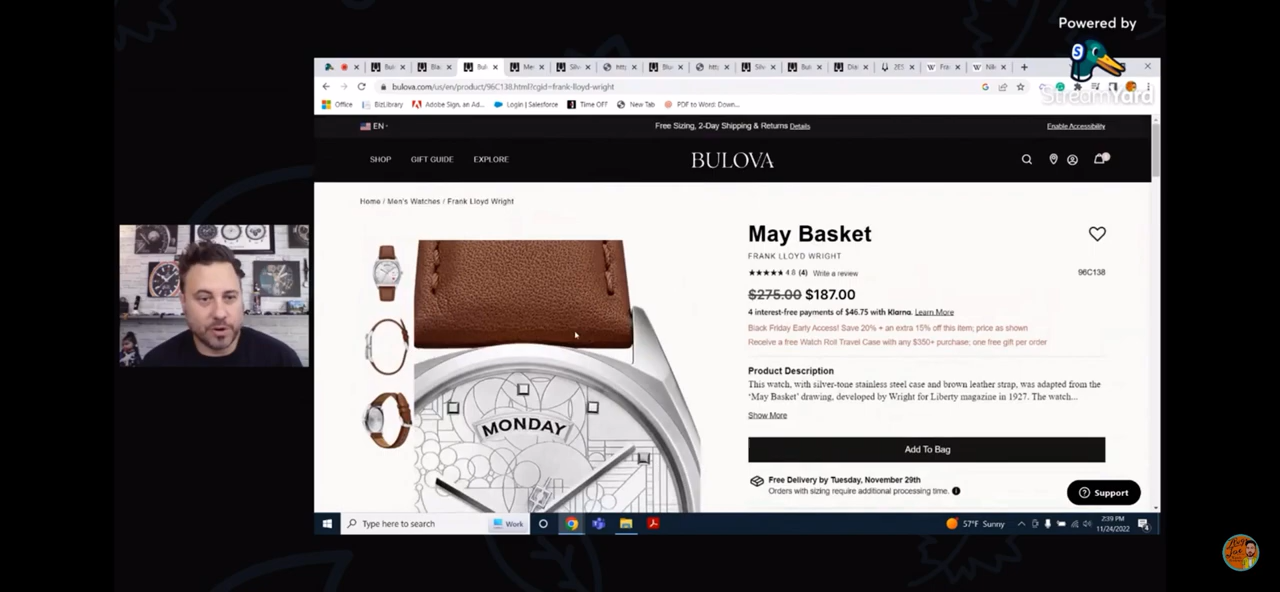 Powered by
StreamYard
Office
BizLibrary
Adobe Sign, an Ad...
Login | Salesforce
Time OFF
New Tab
PDF to Word: Down...
bulova.com/us/en/product/96C138.html?cgid=frank-lloyd-wright
EN
Free Sizing, 2-Day Shipping & Returns Details
Enable Accessibility
SHOP GIFT GUIDE EXPLORE
BULOVA
Home / Men's Watches / Frank Lloyd Wright
May Basket
FRANK LLOYD WRIGHT
4.8 (4) Write a review
96C138
$275.00 $187.00
4 interest-free payments of $46.75 with Klarna. Learn More
Black Friday Early Access! Save 20% + an extra 15% off this item; price as shown
Receive a free Watch Roll Travel Case with any $350+ purchase; one free gift per order
Product Description
This watch, with silver-tone stainless steel case and brown leather strap, was adapted from the
'May Basket' drawing, developed by Wright for Liberty magazine in 1927. The watch...
Show More
MONDAY
Add To Bag
Free Delivery by Tuesday, November 29th
Orders with sizing require additional processing time.
Support
Type here to search
Work
57°F Sunny
2:39 PM
11/24/2022